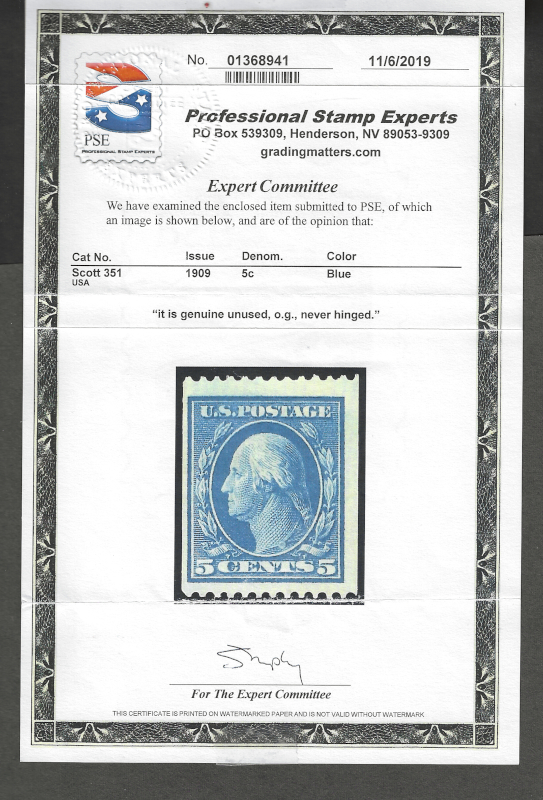 No. 01368941 11/6/2019
PSE
PROFESSIONAL STAMP EXPERTS
Professional Stamp Experts
PO Box 539309, Henderson, NV 89053-9309
gradingmatters.com
Expert Committee
We have examined the enclosed item submitted to PSE, of which
an image is shown below, and are of the opinion that:
Cat No. Issue Denom. Color
Scott 351 1909 5c Blue
USA
“it is genuine unused, o.g., never hinged.”
U.S. POSTAGE
5 CENTS 5
For The Expert Committee
THIS CERTIFICATE IS PRINTED ON WATERMARKED PAPER AND IS NOT VALID WITHOUT WATERMARK